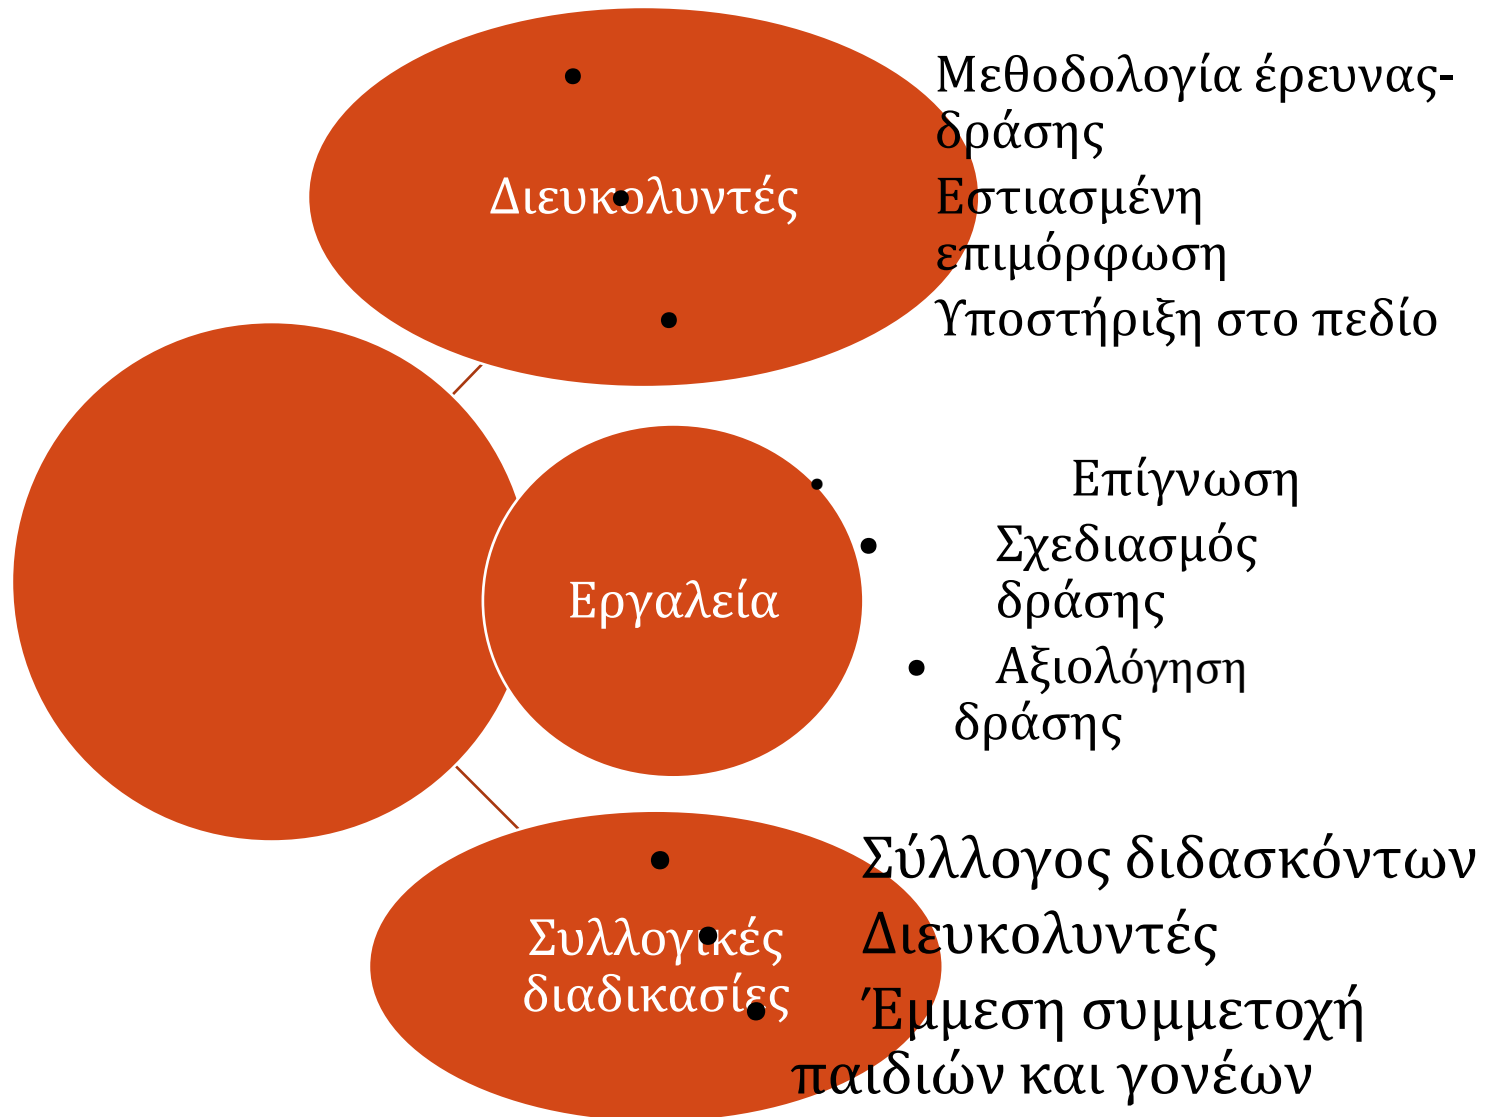 Διευκολυντές
• Μεθοδολογία έρευνας-
δράσης
• Εστιασμένη
επιμόρφωση
• Υποστήριξη στο πεδίο
Εργαλεία
• Επίγνωση
• Σχεδιασμός
δράσης
• Αξιολόγηση
δράσης
Συλλογικές
διαδικασίες
• Σύλλογος διδασκόντων
• Διευκολυντές
• Έμμεση συμμετοχή
παιδιών και γονέων